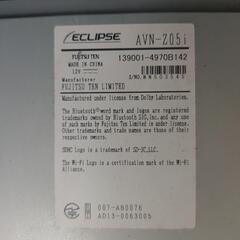 ECLIPSE AVN-Z05i
FUJITSU TEN 139001-4970B142
MADE IN CHINA
12V
S/NO.
Manufacturer
FUJITSU TEN LIMITED
Manufactured under license from Dolby Laboratories.
The Bluetooth® word mark and logos are registered
trademarks owned by Bluetooth SIG,Inc. and any
use of such marks by Fujitsu Ten Limited is under
license. Other trademarks and trade names are
those of their respective owners.
SDHC Logo is a trademark of SD-3C,LLC.
The Wi-Fi Logo is a certification mark of the Wi-Fi
Alliance.
007-AB0076
AD13-0063005